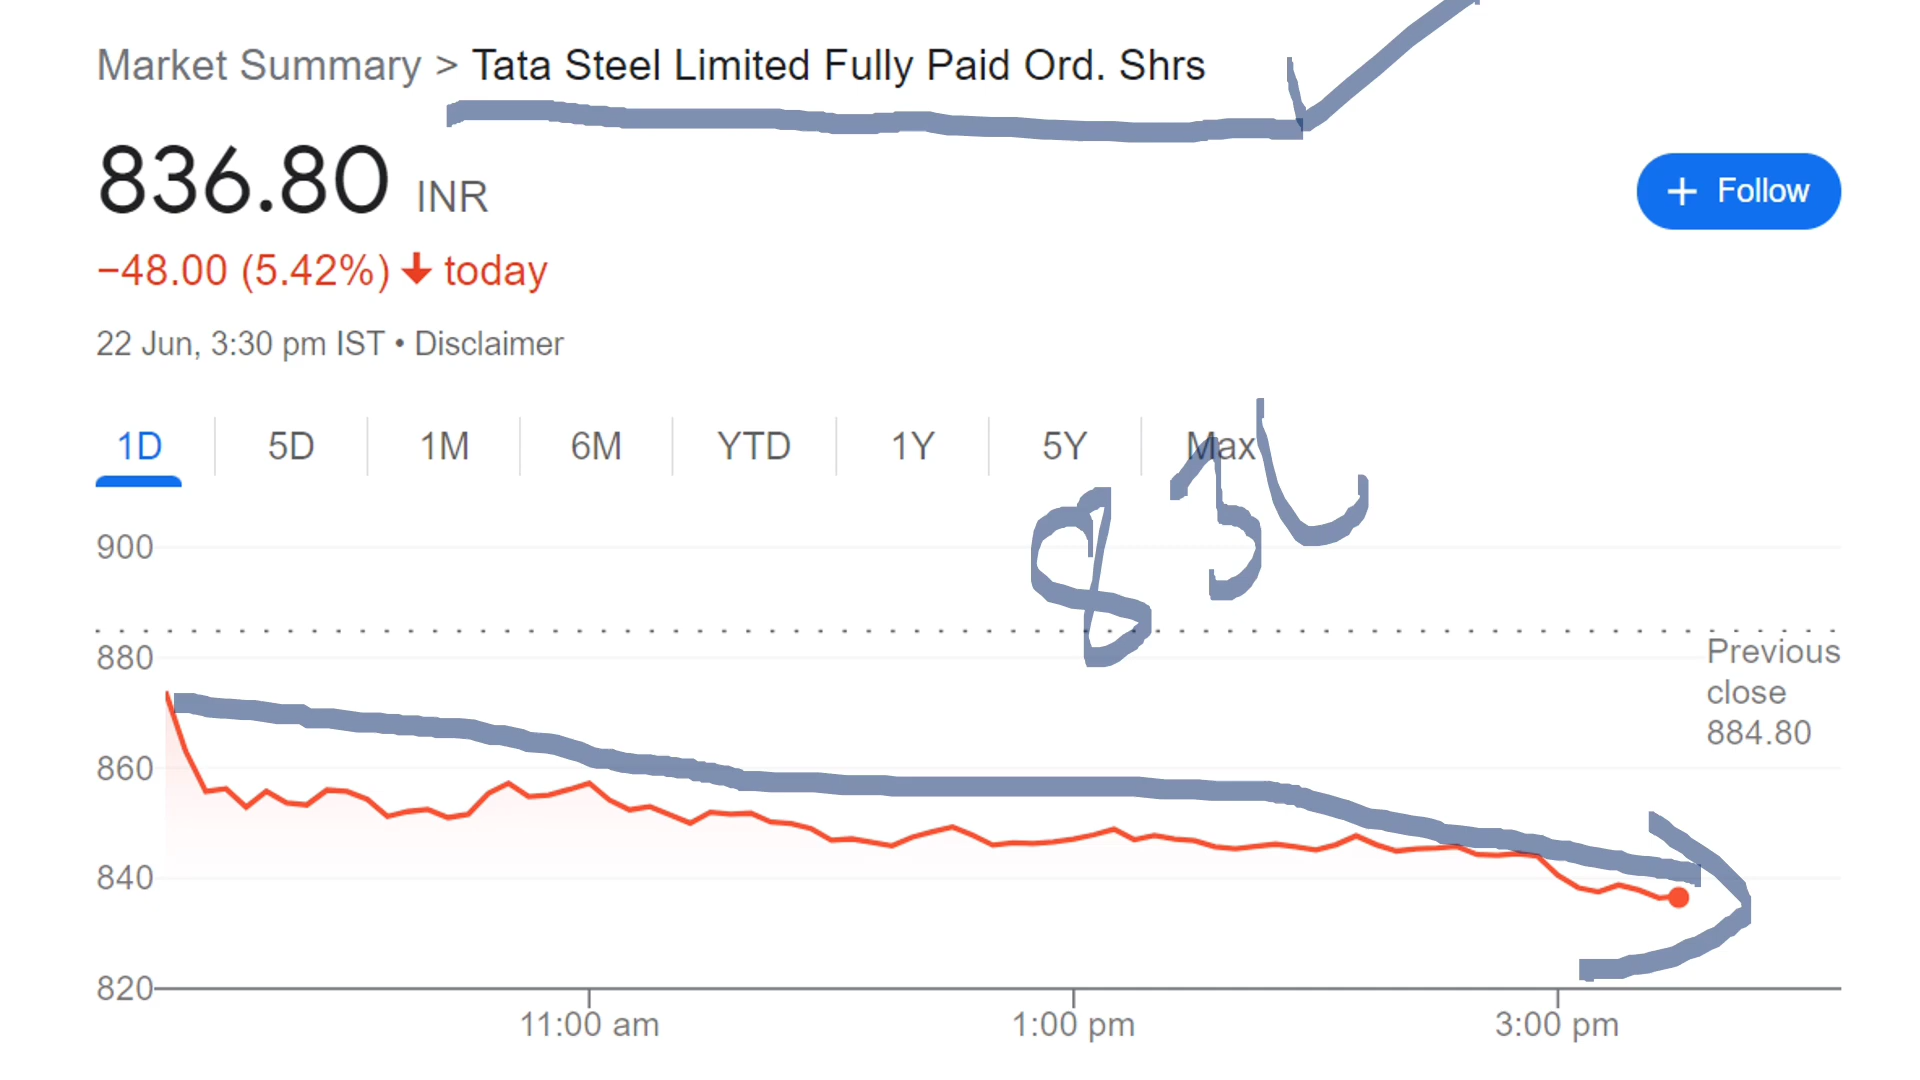 Market Summary > Tata Steel Limited Fully Paid Ord. Shrs
836.80 INR
+ Follow
−48.00 (5.42%) ↓ today
22 Jun, 3:30 pm IST • Disclaimer
1D 5D 1M 6M YTD 1Y 5Y Max
836
900
880
Previous
close
884.80
860
840
820
11:00 am 1:00 pm 3:00 pm